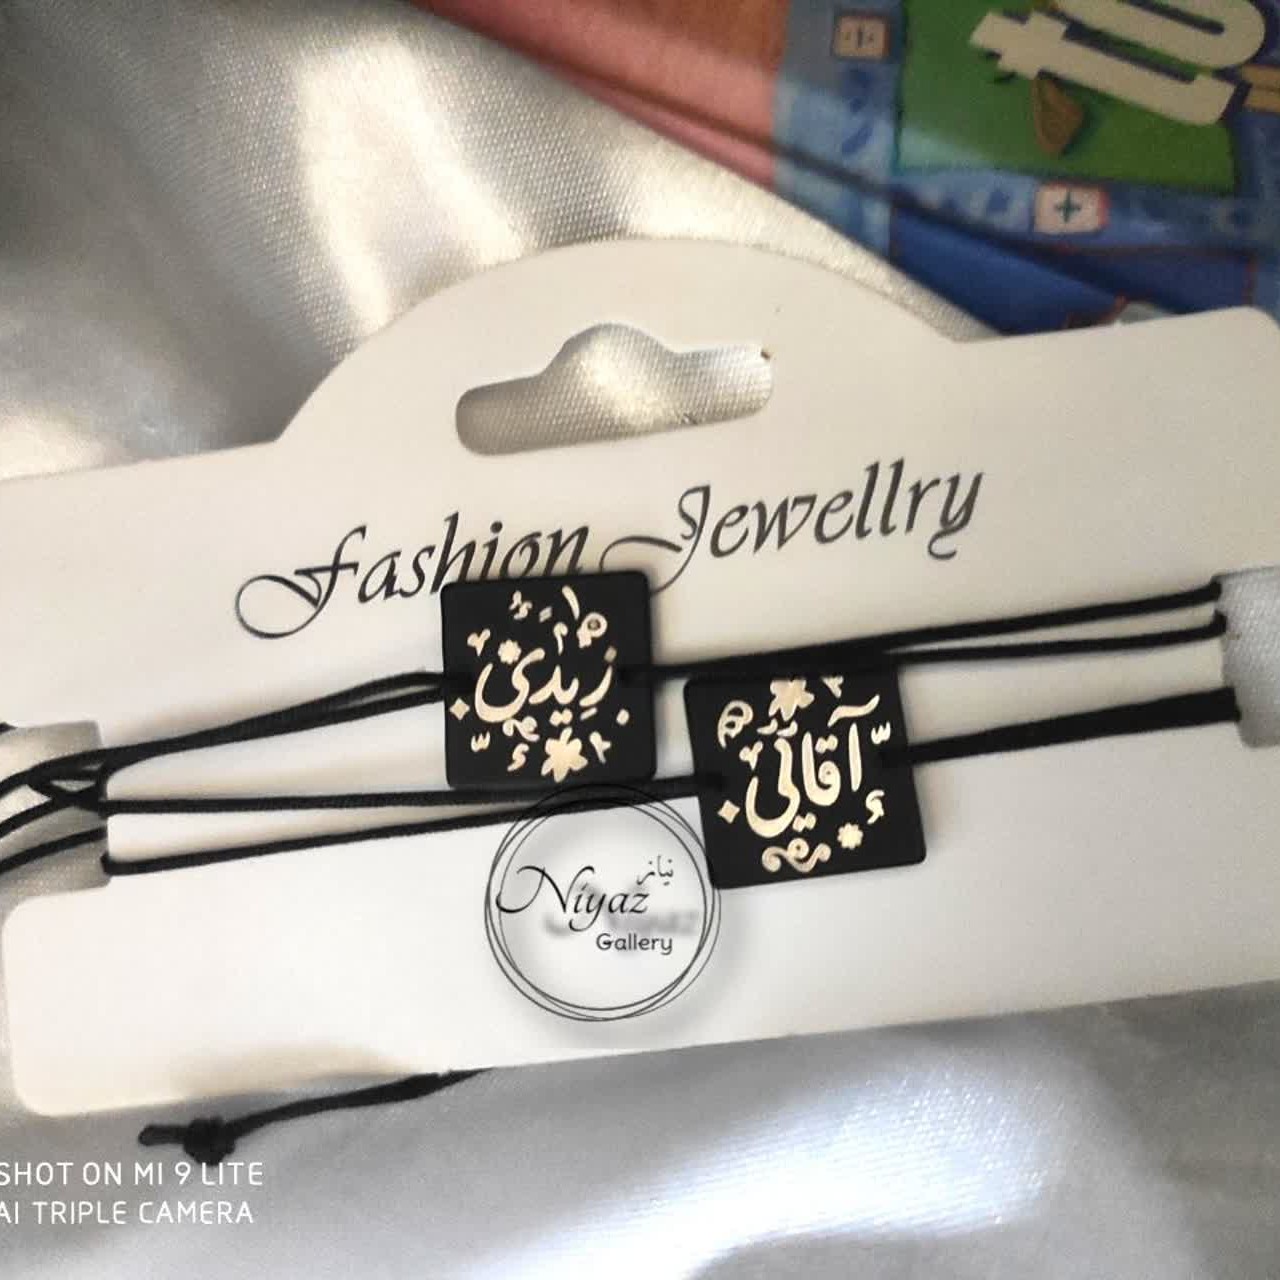 Fashion Jewellry
زیدی
آقائی
نیاز
Niyaz
Gallery
SHOT ON MI 9 LITE
AI TRIPLE CAMERA